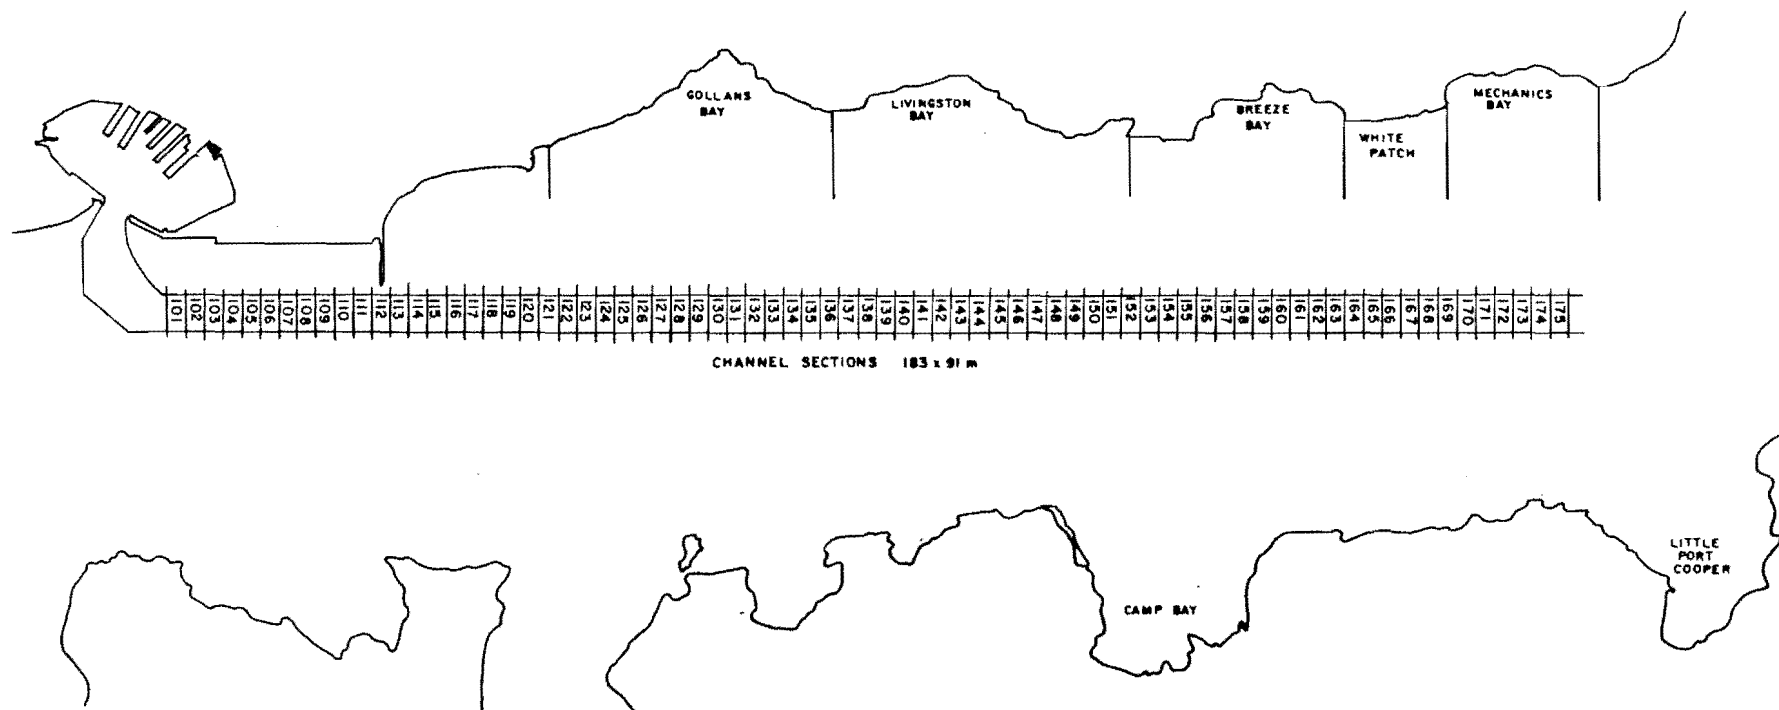 GOLLANS
BAY
LIVINGSTON
BAY
BREEZE
BAY
WHITE
PATCH
MECHANICS
BAY
101 102 103 104 105 106 107 108 109 110 111 112 113 114 115 116 117 118 119 120 121 122 123 124 125 126 127 128 129 130 131 132 133 134 135 136 137 138 139 140 141 142 143 144 145 146 147 148 149 150 151 152 153 154 155 156 157 158 159 160 161 162 163 164 165 166 167 168 169 170 171 172 173 174 175
CHANNEL SECTIONS 183 x 91 m
CAMP BAY
LITTLE
PORT
COOPER